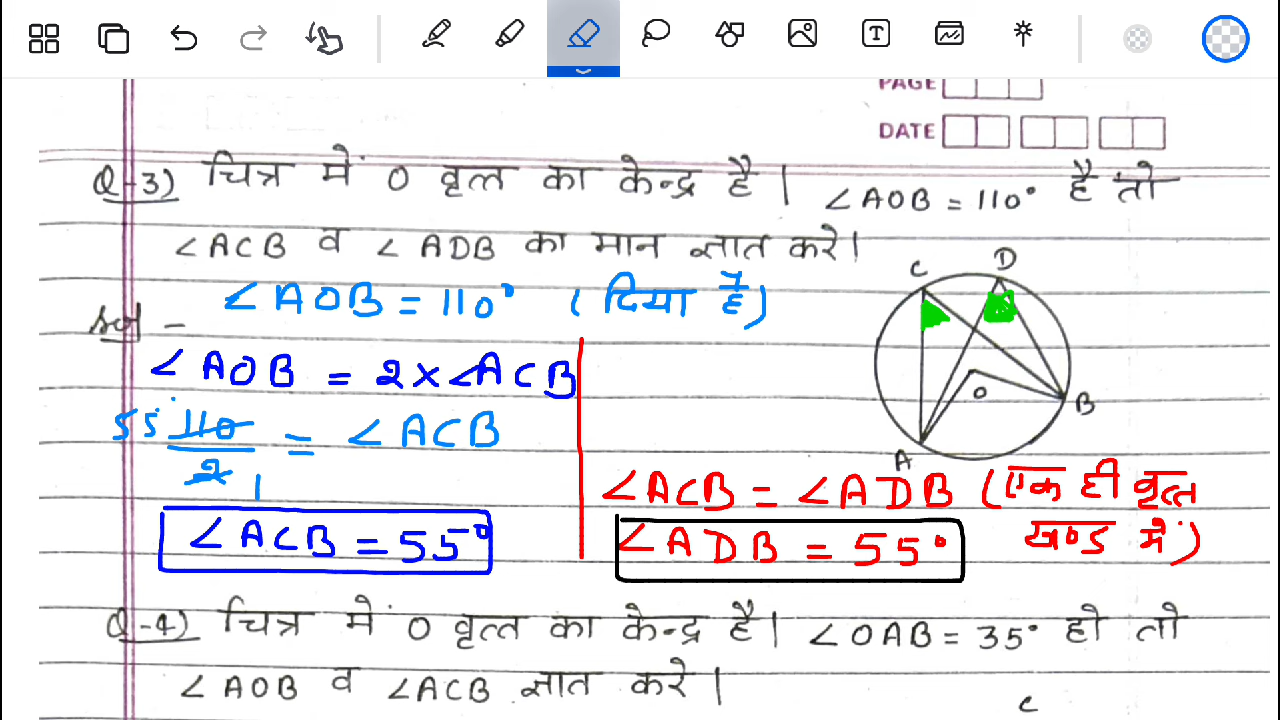 PAGE
DATE
Q-3) चित्र में O वृत्त का केन्द्र है। ∠AOB = 110° है तो
∠ACB व ∠ADB का मान ज्ञात करे।
Sol - ∠AOB = 110° (दिया है)
∠AOB = 2×∠ACB
55 110/2 1 = ∠ACB
∠ACB = 55°
C D
O
B
A
∠ACB = ∠ADB (एक ही वृत्त
खण्ड में)
∠ADB = 55°
Q-4) चित्र में O वृत्त का केन्द्र है। ∠OAB = 35° हो तो
∠AOB व ∠ACB ज्ञात करे।
C